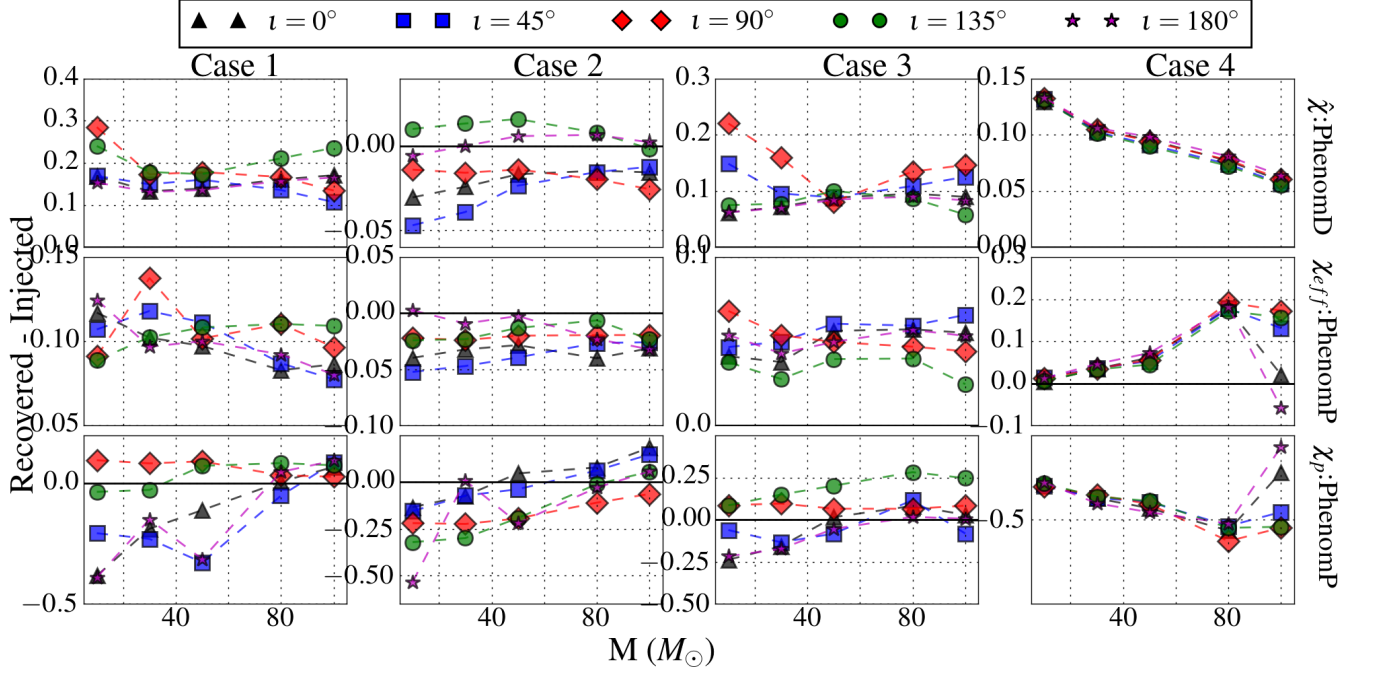 ι = 0° ι = 45° ι = 90° ι = 135° ι = 180°
Case 1 Case 2 Case 3 Case 4
0.4 0.3 0.15
0.3
0.00 0.2 0.10
0.2
0.1 0.05
0.1
−0.05
0.0 0.0 0.00
χ̂:PhenomD
0.15 0.05 0.1 0.3
0.00 0.2
0.10 0.05 0.1
0.0
0.05 −0.10 0.0 0.1
χ_eff:PhenomP
0.0 0.00 0.25
−0.25 0.00 −0.5
−0.50 −0.25
−0.5 −0.50
χ_p:PhenomP
40 80 40 80 40 80 40 80
M (M⊙)
Recovered - Injected